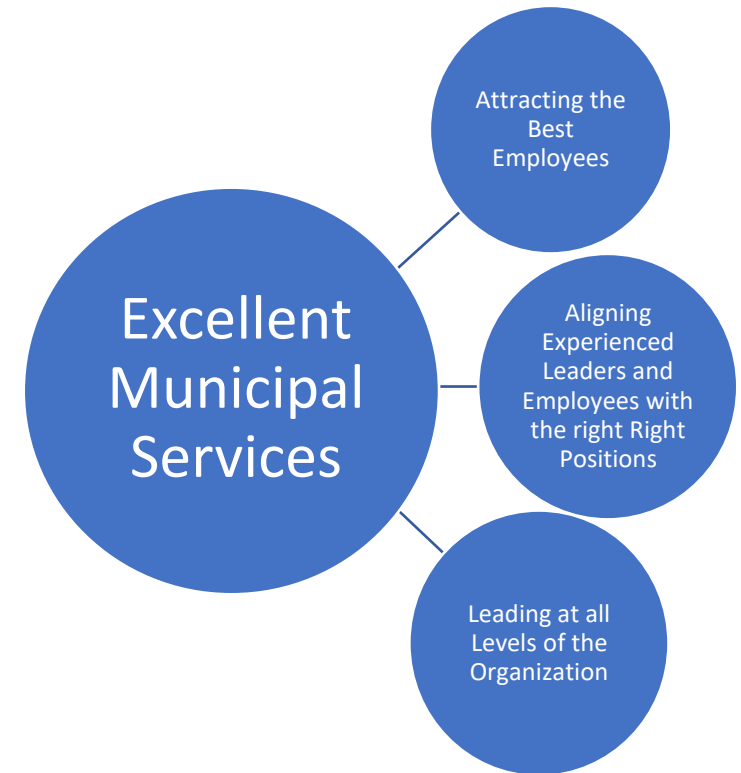 Attracting the
Best
Employees
Excellent
Municipal
Services
Aligning
Experienced
Leaders and
Employees with
the right Right
Positions
Leading at all
Levels of the
Organization